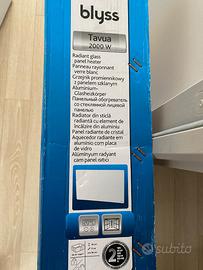 blyss
Tavua
2000 W
Radiant glass
panel heater
Panneau rayonnant
verre blanc
Grzejnik promiennikowy
z panelem szklanym
Aluminium-
Glasheizkörper
Панельный обогреватель
со стеклянной лицевой
панелью
Radiator din sticlă
radiantă cu element de
încălzire din aluminiu
Panel radiante de cristal
Aquecedor radiante em
alumínio com placa
de vidro
Alüminyum radyant
cam panel ısıtıcı
2
subito